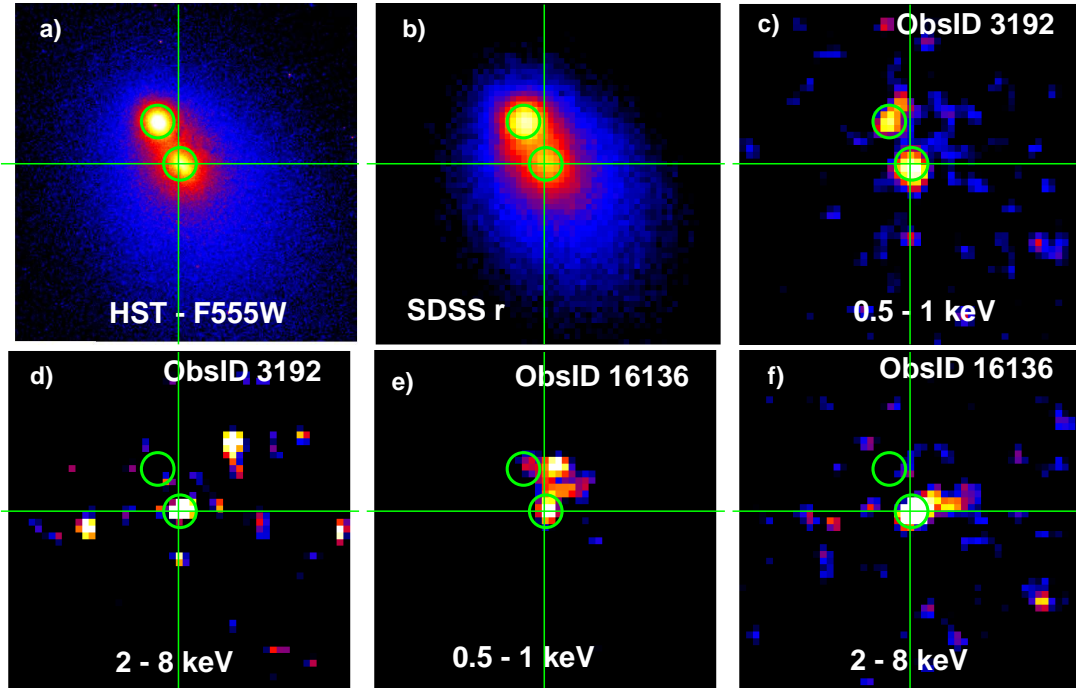 a)
HST - F555W
b)
SDSS r
c)
ObsID 3192
0.5 - 1 keV
d)
ObsID 3192
2 - 8 keV
e)
ObsID 16136
0.5 - 1 keV
f)
ObsID 16136
2 - 8 keV